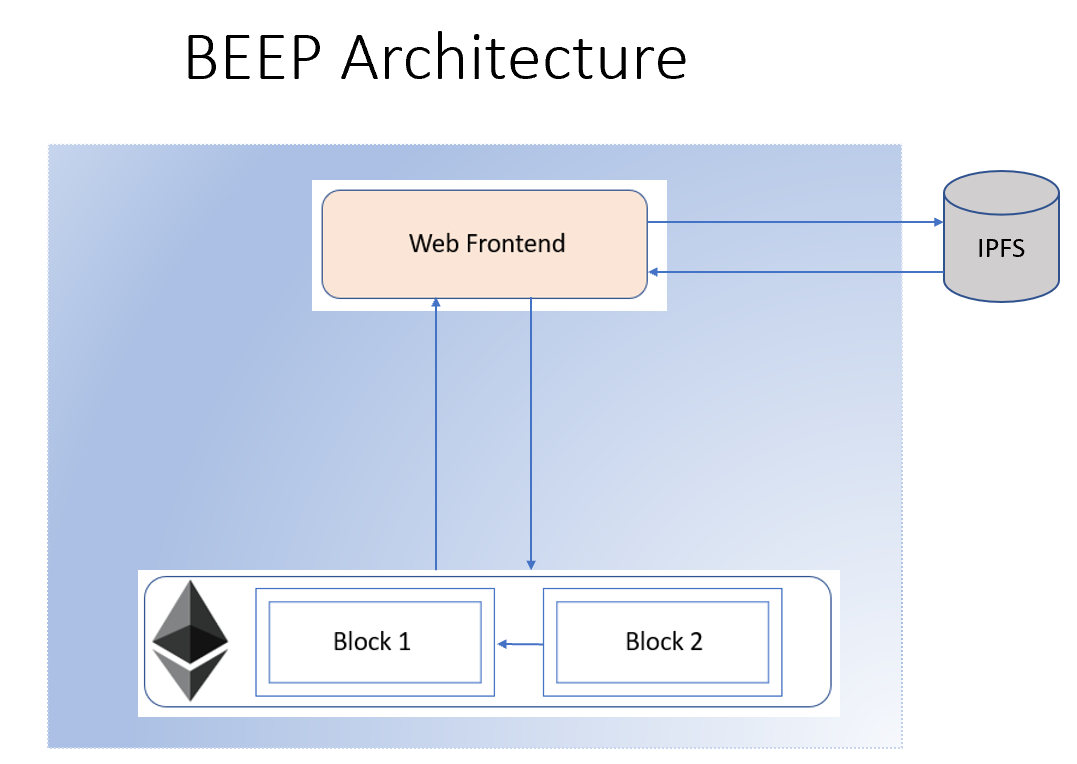 BEEP Architecture
Web Frontend
IPFS
Block 1
Block 2